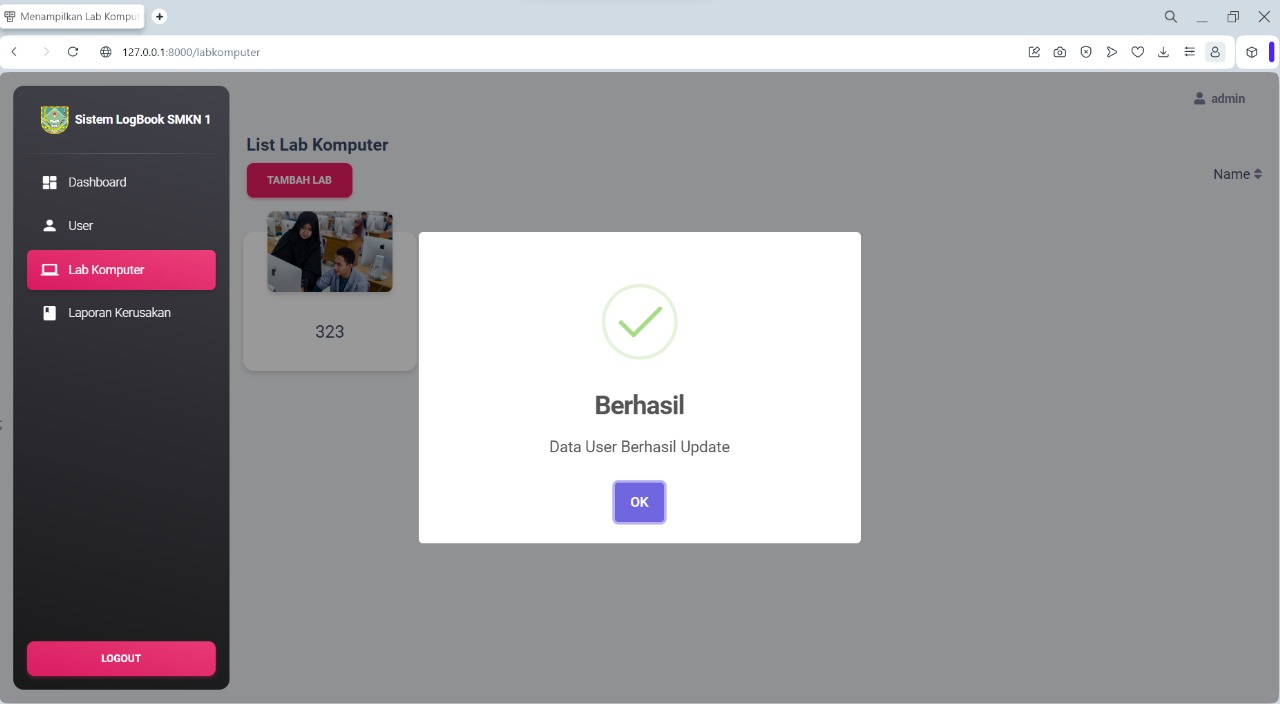 Menampilkan Lab Komput
127.0.0.1:8000/labkomputer
Sistem LogBook SMKN 1
admin
Dashboard
User
Lab Komputer
Laporan Kerusakan
LOGOUT
List Lab Komputer
TAMBAH LAB
Name
323
Berhasil
Data User Berhasil Update
OK